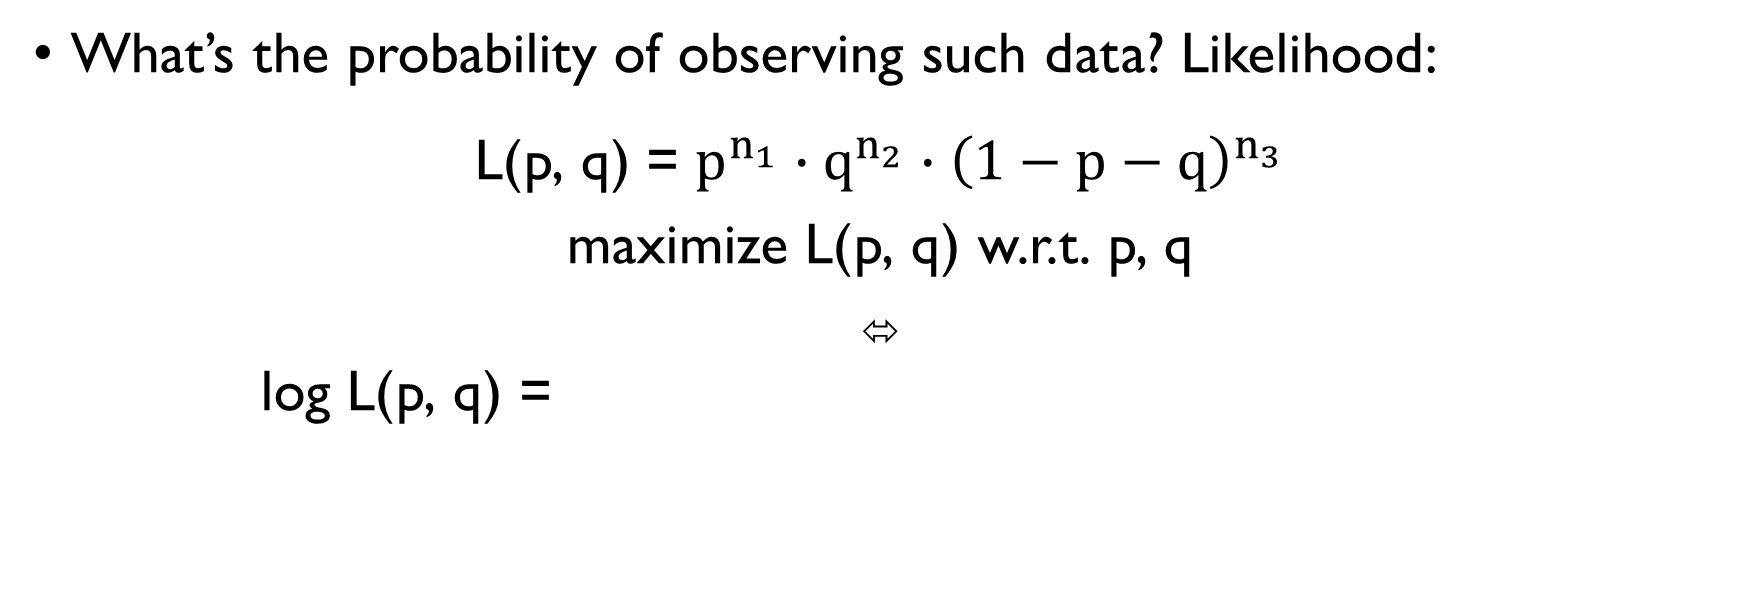 • What’s the probability of observing such data? Likelihood:
L(p, q) = p^{n₁} · q^{n₂} · (1 − p − q)^{n₃}
maximize L(p, q) w.r.t. p, q
⬄
log L(p, q) =